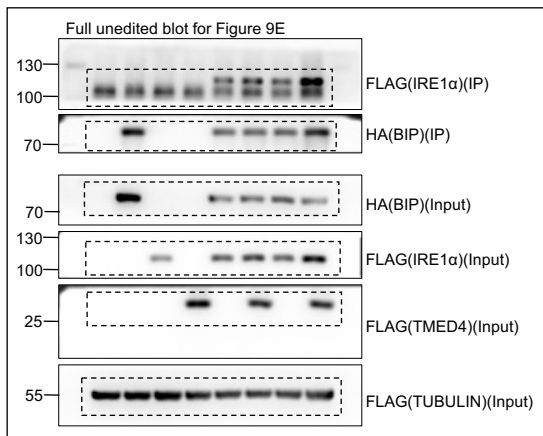 Full unedited blot for Figure 9E
130
100
FLAG(IRE1α)(IP)
70
HA(BIP)(IP)
70
HA(BIP)(Input)
130
100
FLAG(IRE1α)(Input)
25
FLAG(TMED4)(Input)
55
FLAG(TUBULIN)(Input)